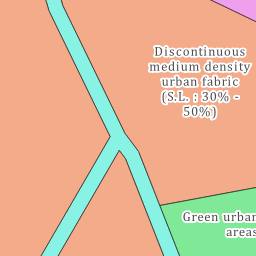 Discontinuous
medium density
urban fabric
(S.L. : 30% -
50%)
Green urban
areas